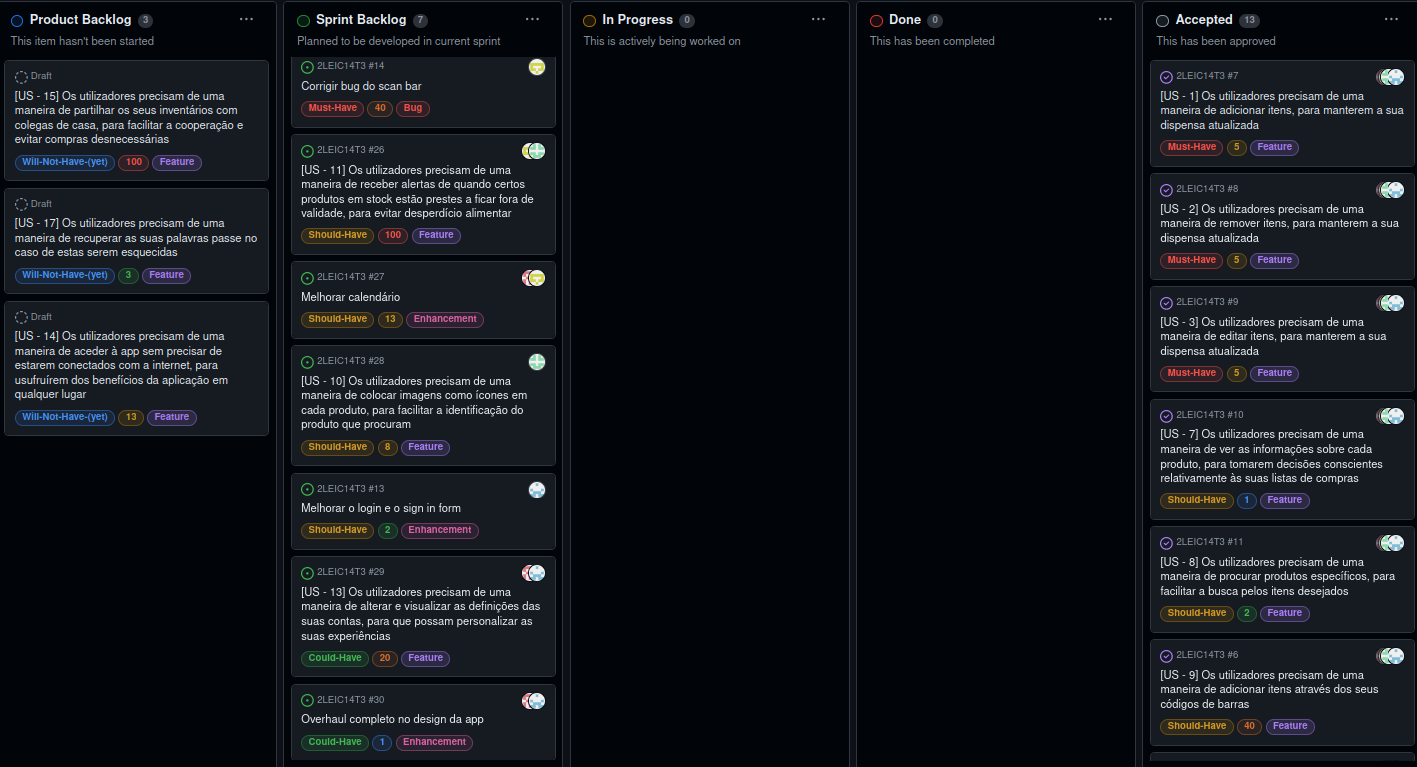 Product Backlog 3 ...
This item hasn't been started
Draft
[US - 15] Os utilizadores precisam de uma
maneira de partilhar os seus inventários com
colegas de casa, para facilitar a cooperação e
evitar compras desnecessárias
Will-Not-Have-(yet) 100 Feature
Draft
[US - 17] Os utilizadores precisam de uma
maneira de recuperar as suas palavras passe no
caso de estas serem esquecidas
Will-Not-Have-(yet) 3 Feature
Draft
[US - 14] Os utilizadores precisam de uma
maneira de aceder à app sem precisar de
estarem conectados com a internet, para
usufruírem dos benefícios da aplicação em
qualquer lugar
Will-Not-Have-(yet) 13 Feature
Sprint Backlog 7 ...
Planned to be developed in current sprint
2LEIC14T3 #14
Corrigir bug do scan bar
Must-Have 40 Bug
2LEIC14T3 #26
[US - 11] Os utilizadores precisam de uma
maneira de receber alertas de quando certos
produtos em stock estão prestes a ficar fora de
validade, para evitar desperdício alimentar
Should-Have 100 Feature
2LEIC14T3 #27
Melhorar calendário
Should-Have 13 Enhancement
2LEIC14T3 #28
[US - 10] Os utilizadores precisam de uma
maneira de colocar imagens como ícones em
cada produto, para facilitar a identificação do
produto que procuram
Should-Have 8 Feature
2LEIC14T3 #13
Melhorar o login e o sign in form
Should-Have 2 Enhancement
2LEIC14T3 #29
[US - 13] Os utilizadores precisam de uma
maneira de alterar e visualizar as definições das
suas contas, para que possam personalizar as
suas experiências
Could-Have 20 Feature
2LEIC14T3 #30
Overhaul completo no design da app
Could-Have 1 Enhancement
In Progress 0 ...
This is actively being worked on
Done 0 ...
This has been completed
Accepted 13 ...
This has been approved
2LEIC14T3 #7
[US - 1] Os utilizadores precisam de uma
maneira de adicionar itens, para manterem a sua
dispensa atualizada
Must-Have 5 Feature
2LEIC14T3 #8
[US - 2] Os utilizadores precisam de uma
maneira de remover itens, para manterem a sua
dispensa atualizada
Must-Have 5 Feature
2LEIC14T3 #9
[US - 3] Os utilizadores precisam de uma
maneira de editar itens, para manterem a sua
dispensa atualizada
Must-Have 5 Feature
2LEIC14T3 #10
[US - 7] Os utilizadores precisam de uma
maneira de ver as informações sobre cada
produto, para tomarem decisões conscientes
relativamente às suas listas de compras
Should-Have 1 Feature
2LEIC14T3 #11
[US - 8] Os utilizadores precisam de uma
maneira de procurar produtos específicos, para
facilitar a busca pelos itens desejados
Should-Have 2 Feature
2LEIC14T3 #6
[US - 9] Os utilizadores precisam de uma
maneira de adicionar itens através dos seus
códigos de barras
Should-Have 40 Feature